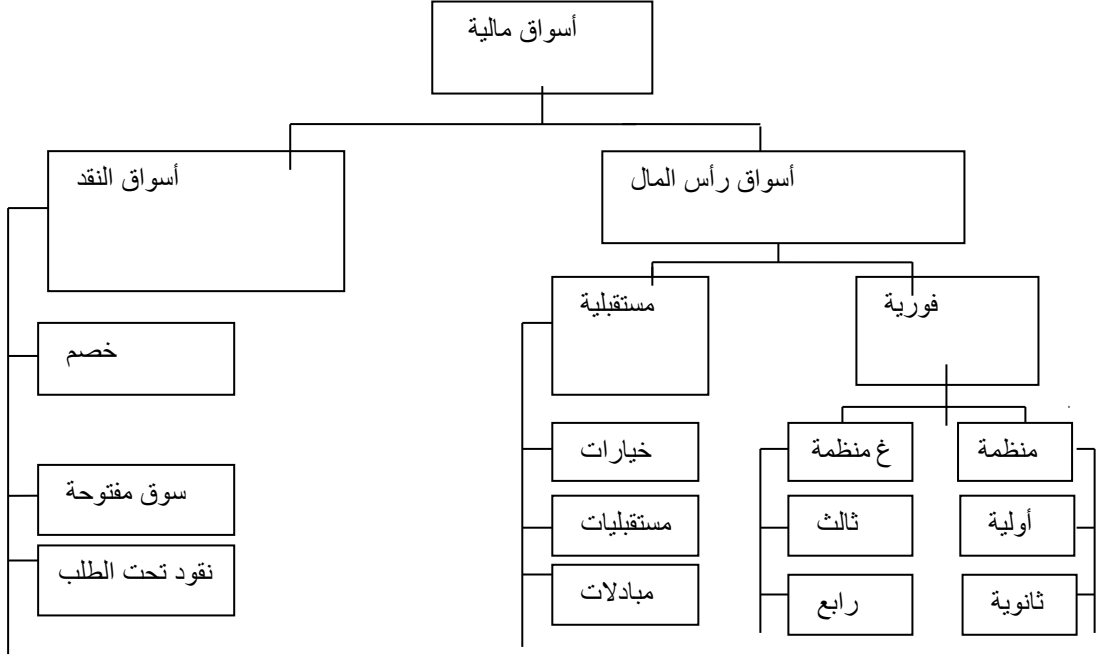 أسواق مالية
أسواق رأس المال
أسواق النقد
فورية
مستقبلية
خصم
منظمة
غ منظمة
خيارات
سوق مفتوحة
أولية
ثالث
مستقبليات
نقود تحت الطلب
ثانوية
رابع
مبادلات